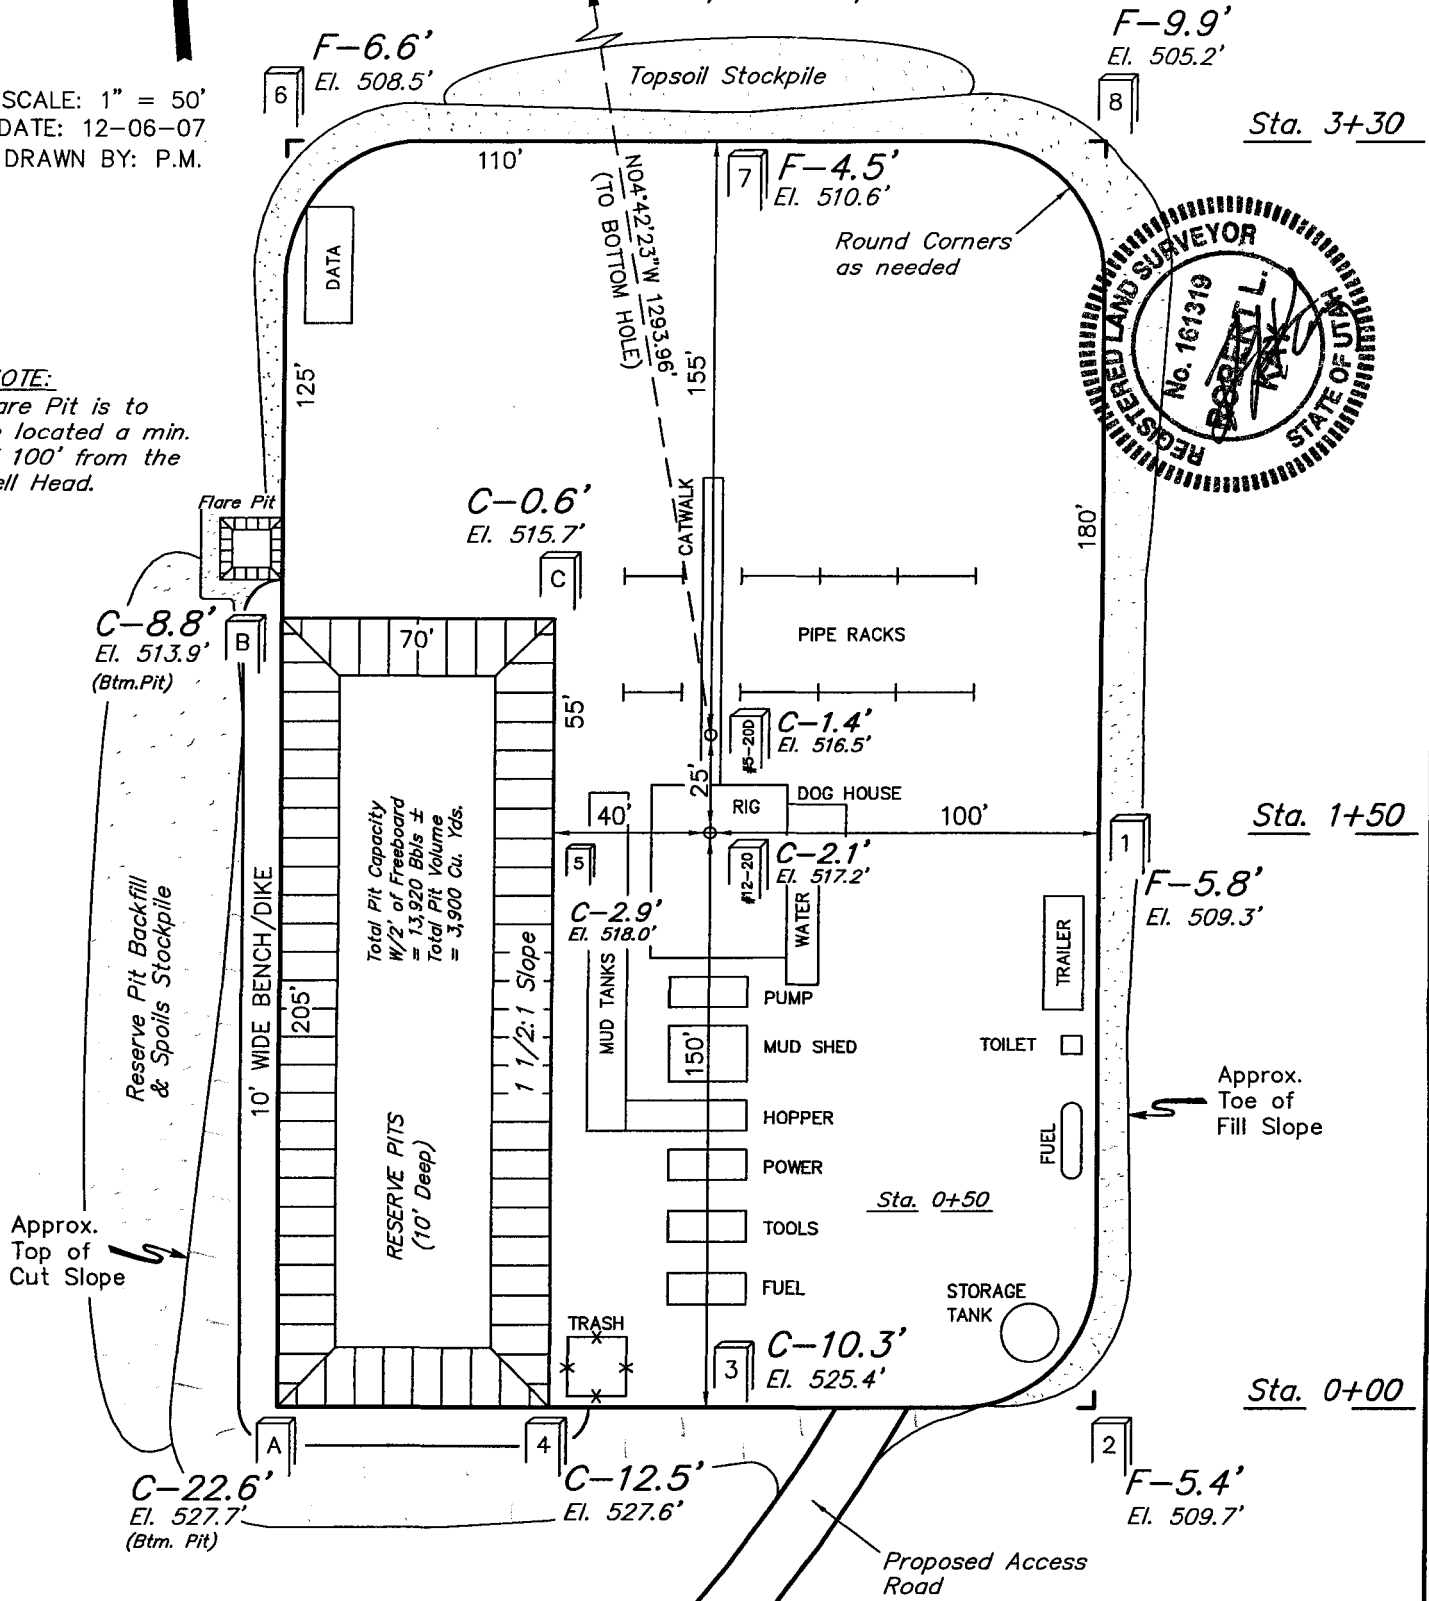 F-6.6'
El. 508.5'
6
F-9.9'
El. 505.2'
8
Topsoil Stockpile
SCALE: 1" = 50'
DATE: 12-06-07
DRAWN BY: P.M.
Sta. 3+30
110'
7
F-4.5'
El. 510.6'
N04°42'23"W 1293.96'
(TO BOTTOM HOLE)
Round Corners
as needed
REGISTERED LAND SURVEYOR
No. 161319
ROBERT L.
KAY
STATE OF UTAH
DATA
125'
155'
180'
NOTE:
Pit is to
located a min.
100' from the
Head.
Flare Pit
C-0.6'
El. 515.7'
C
CATWALK
PIPE RACKS
C-8.8'
El. 513.9'
(Btm.Pit)
B
70'
55'
#5-20D
C-1.4'
El. 516.5'
25'
RIG
DOG HOUSE
40'
100'
Sta. 1+50
1
F-5.8'
El. 509.3'
5
#12-20
C-2.1'
El. 517.2'
C-2.9'
El. 518.0'
Total Pit Capacity
W/2' of Freeboard
= 13,920 Bbls ±
Total Pit Volume
= 3,900 Cu. Yds.
Reserve Pit Backfill
& Spoils Stockpile
10' WIDE BENCH/DIKE
205'
1 1/2:1 Slope
MUD TANKS
WATER
TRAILER
PUMP
150'
MUD SHED
TOILET
HOPPER
FUEL
Approx.
Toe of
Fill Slope
RESERVE PITS
(10' Deep)
POWER
Sta. 0+50
TOOLS
Approx.
Top of
Cut Slope
FUEL
STORAGE
TANK
TRASH
3
C-10.3'
El. 525.4'
Sta. 0+00
A
4
2
C-22.6'
El. 527.7'
(Btm. Pit)
C-12.5'
El. 527.6'
F-5.4'
El. 509.7'
Proposed Access
Road